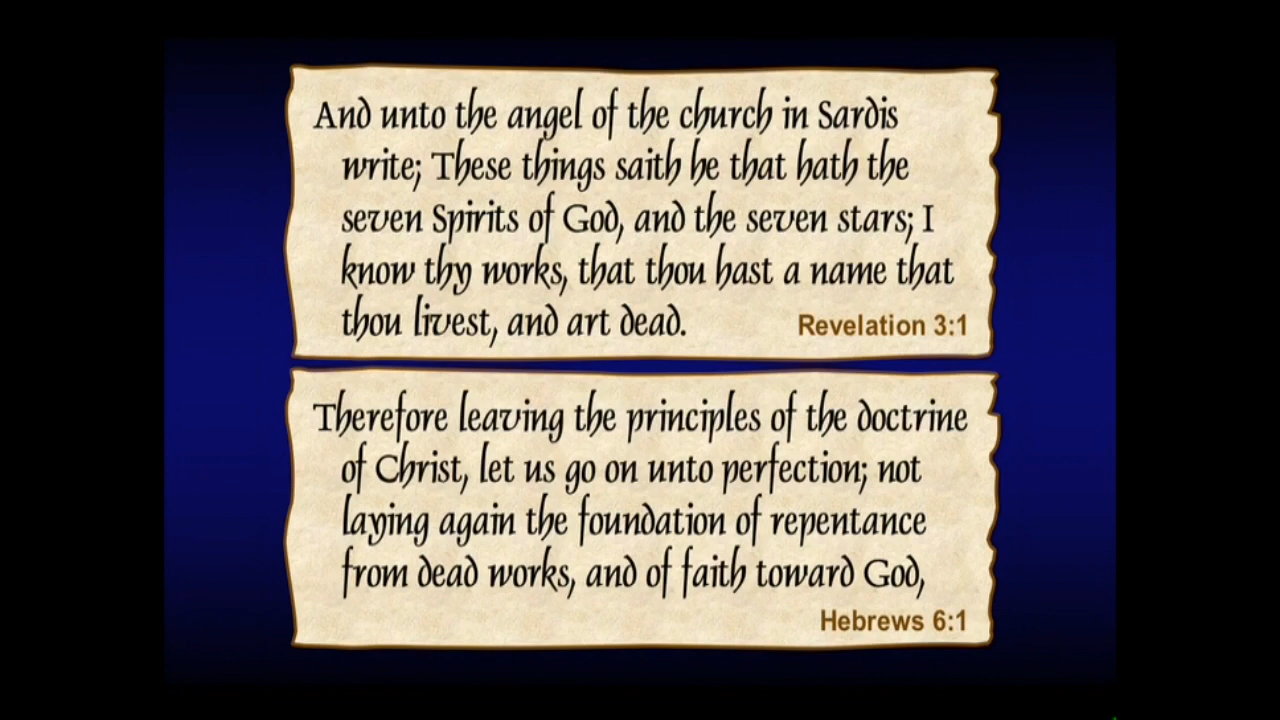 And unto the angel of the church in Sardis
write; These things saith he that hath the
seven Spirits of God, and the seven stars; I
know thy works, that thou hast a name that
thou livest, and art dead.
Revelation 3:1
Therefore leaving the principles of the doctrine
of Christ, let us go on unto perfection; not
laying again the foundation of repentance
from dead works, and of faith toward God,
Hebrews 6:1